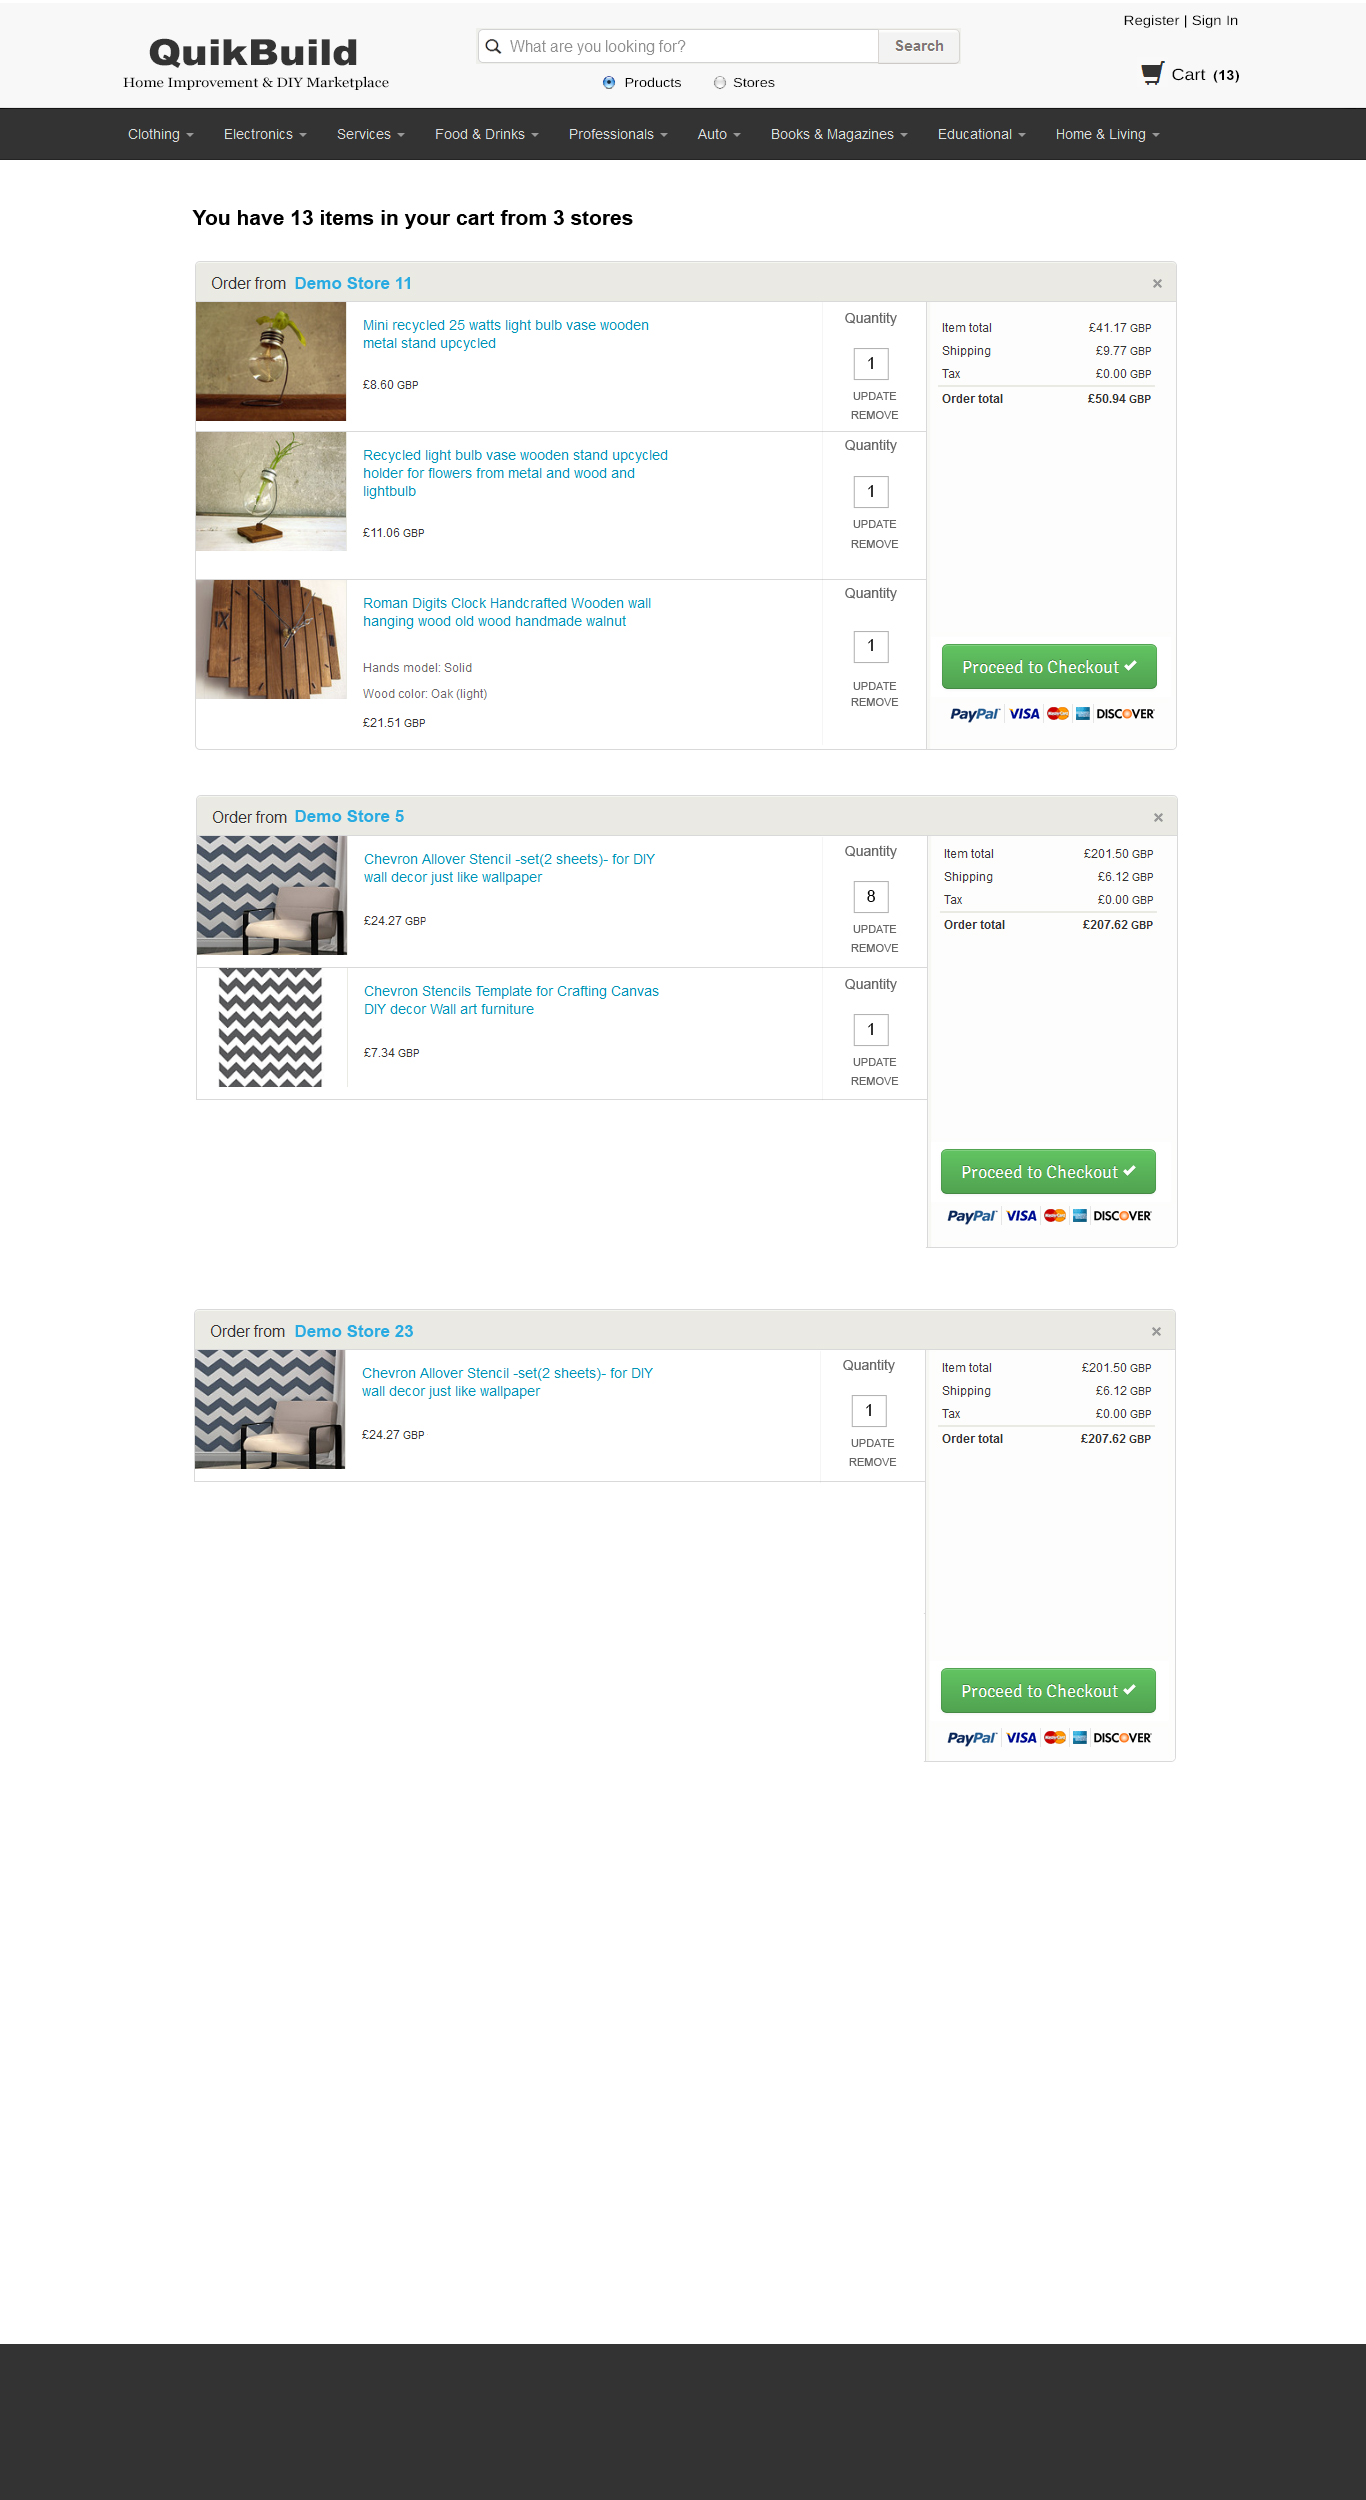 Register | Sign In
QuikBuild
Home Improvement & DIY Marketplace
What are you looking for?
Search
Products
Stores
Cart (13)
Clothing
Electronics
Services
Food & Drinks
Professionals
Auto
Books & Magazines
Educational
Home & Living
You have 13 items in your cart from 3 stores
Order from Demo Store 11
×
Mini recycled 25 watts light bulb vase wooden
metal stand upcycled
£8.60 GBP
Quantity
1
UPDATE
REMOVE
Recycled light bulb vase wooden stand upcycled
holder for flowers from metal and wood and
lightbulb
£11.06 GBP
Quantity
1
UPDATE
REMOVE
Roman Digits Clock Handcrafted Wooden wall
hanging wood old wood handmade walnut
Hands model: Solid
Wood color: Oak (light)
£21.51 GBP
Quantity
1
UPDATE
REMOVE
Item total £41.17 GBP
Shipping £9.77 GBP
Tax £0.00 GBP
Order total £50.94 GBP
Proceed to Checkout
PayPal VISA MasterCard DISCOVER
Order from Demo Store 5
×
Chevron Allover Stencil -set(2 sheets)- for DIY
wall decor just like wallpaper
£24.27 GBP
Quantity
8
UPDATE
REMOVE
Chevron Stencils Template for Crafting Canvas
DIY decor Wall art furniture
£7.34 GBP
Quantity
1
UPDATE
REMOVE
Item total £201.50 GBP
Shipping £6.12 GBP
Tax £0.00 GBP
Order total £207.62 GBP
Proceed to Checkout
PayPal VISA MasterCard DISCOVER
Order from Demo Store 23
×
Chevron Allover Stencil -set(2 sheets)- for DIY
wall decor just like wallpaper
£24.27 GBP
Quantity
1
UPDATE
REMOVE
Item total £201.50 GBP
Shipping £6.12 GBP
Tax £0.00 GBP
Order total £207.62 GBP
Proceed to Checkout
PayPal VISA MasterCard DISCOVER